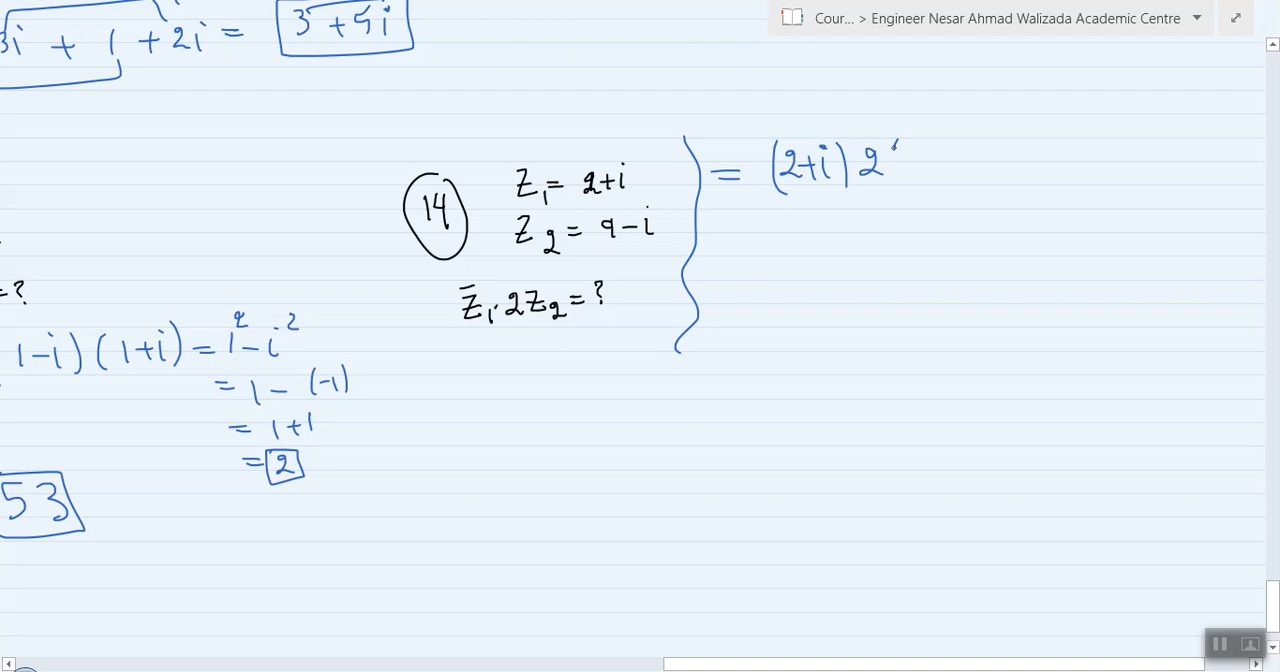 Cour... > Engineer Nesar Ahmad Walizada Academic Centre
3i + 1 + 2i = 3 + 5i
14
Z₁ = 2+i
Z₂ = 9-i
Z̄₁·2Z₂ = ?
= (2+i) 2
= ?
1-i) (1+i) = 1² - i²
= 1 - (-1)
= 1+1
= 2
53